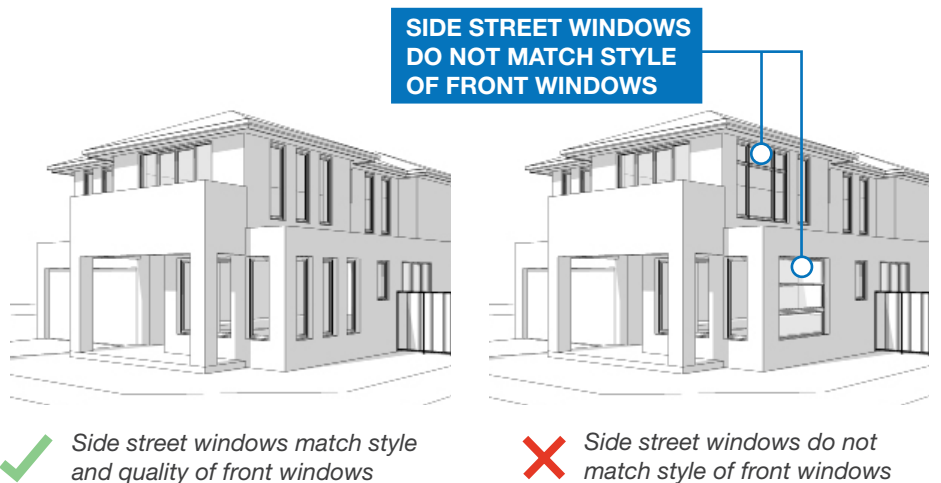 SIDE STREET WINDOWS
DO NOT MATCH STYLE
OF FRONT WINDOWS
Side street windows match style
and quality of front windows
Side street windows do not
match style of front windows